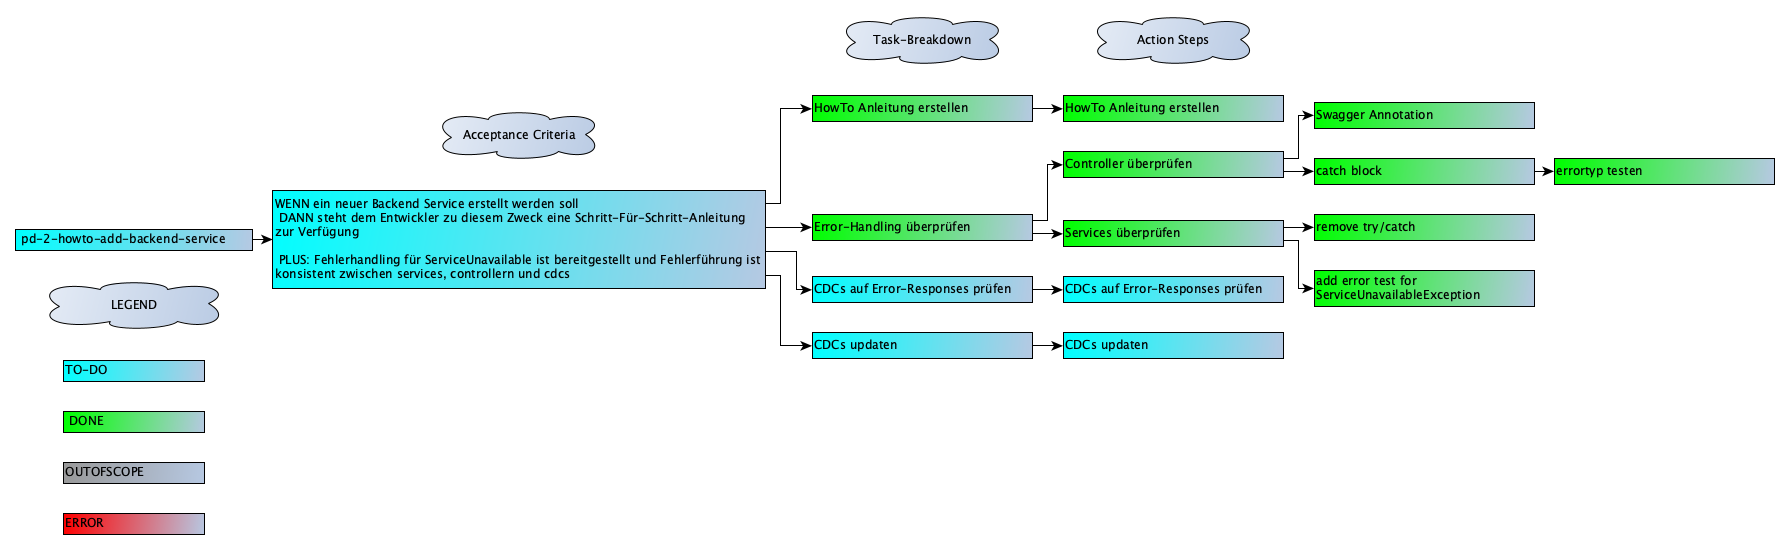 Task-Breakdown
Action Steps
Acceptance Criteria
pd-2-howto-add-backend-service
WENN ein neuer Backend Service erstellt werden soll
DANN steht dem Entwickler zu diesem Zweck eine Schritt-Für-Schritt-Anleitung
zur Verfügung
PLUS: Fehlerhandling für ServiceUnavailable ist bereitgestellt und Fehlerführung ist
konsistent zwischen services, controllern und cdcs
HowTo Anleitung erstellen
HowTo Anleitung erstellen
Error-Handling überprüfen
Controller überprüfen
Swagger Annotation
catch block
errortyp testen
Services überprüfen
remove try/catch
add error test for
ServiceUnavailableException
CDCs auf Error-Responses prüfen
CDCs auf Error-Responses prüfen
CDCs updaten
CDCs updaten
LEGEND
TO-DO
DONE
OUTOFSCOPE
ERROR